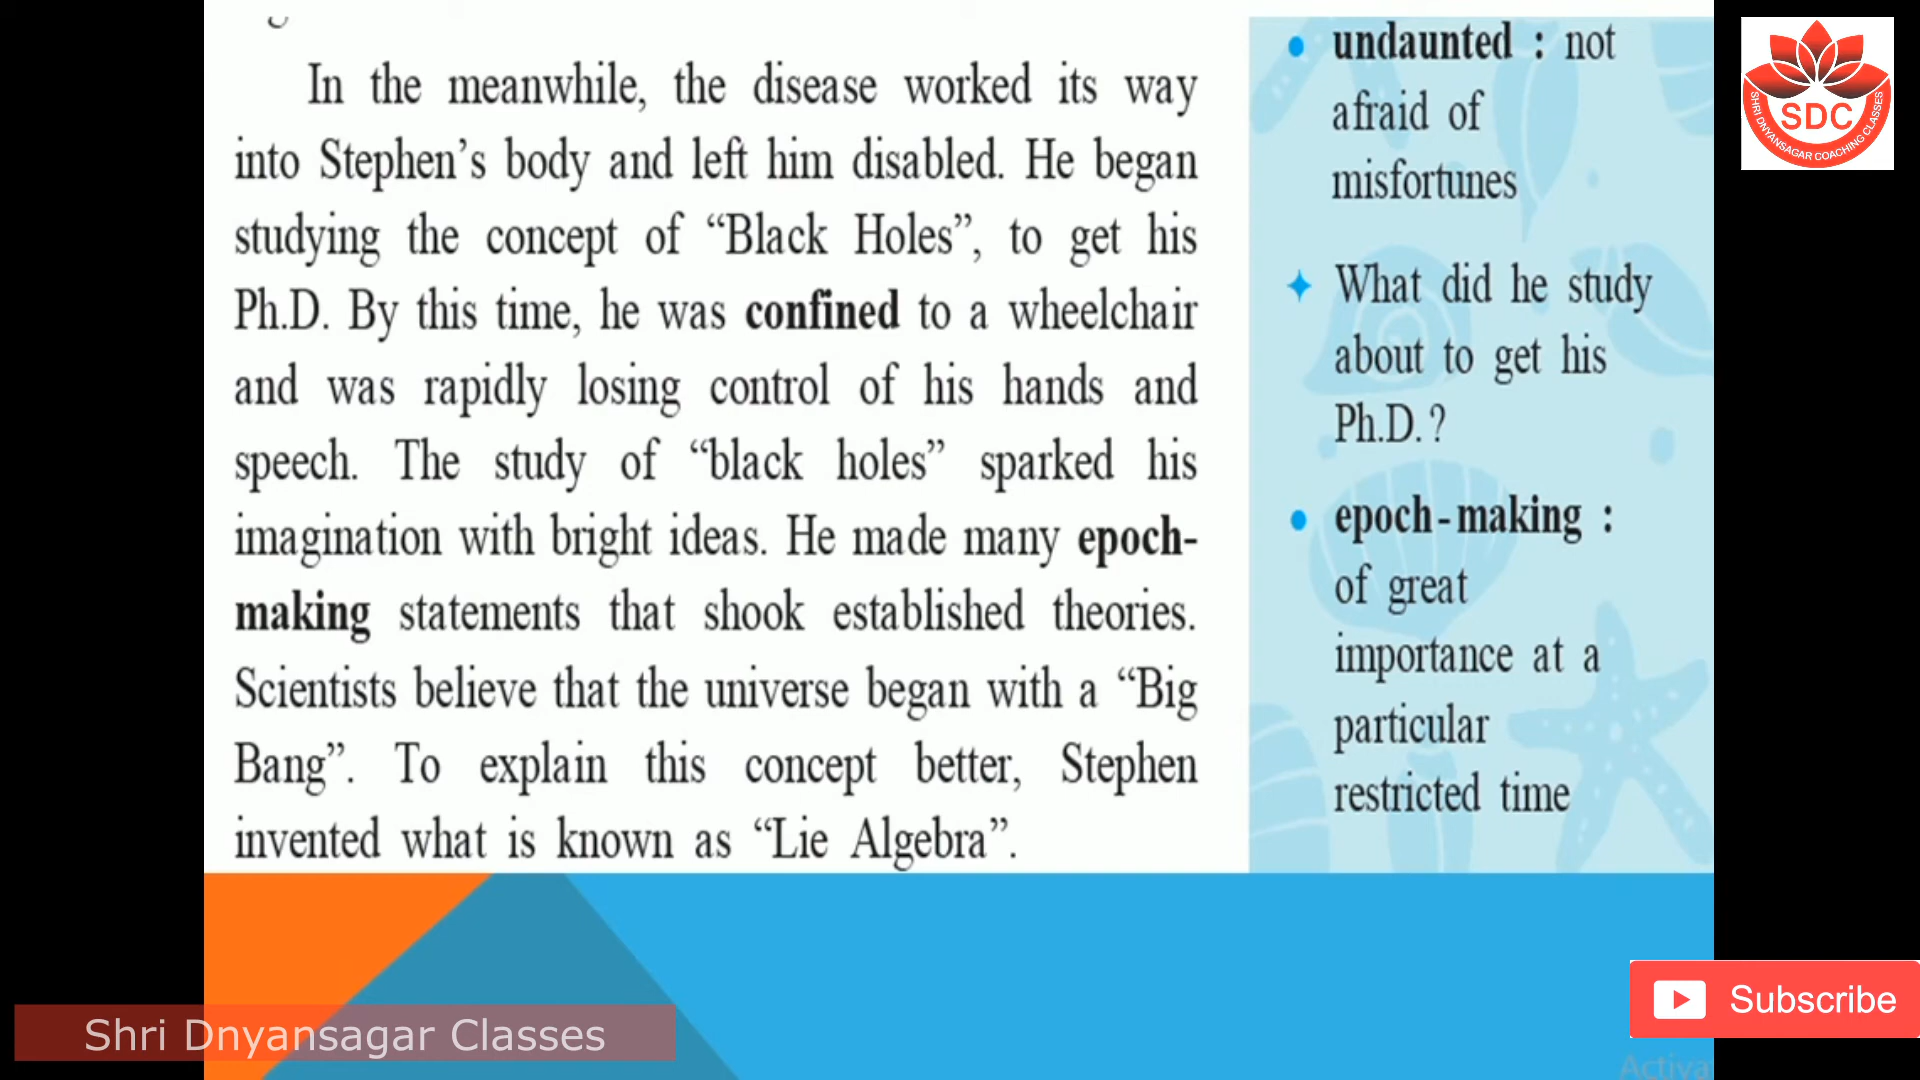 In the meanwhile, the disease worked its way
into Stephen’s body and left him disabled. He began
studying the concept of “Black Holes”, to get his
Ph.D. By this time, he was confined to a wheelchair
and was rapidly losing control of his hands and
speech. The study of “black holes” sparked his
imagination with bright ideas. He made many epoch-
making statements that shook established theories.
Scientists believe that the universe began with a “Big
Bang”. To explain this concept better, Stephen
invented what is known as “Lie Algebra”.
• undaunted : not
afraid of
misfortunes
✦ What did he study
about to get his
Ph.D.?
• epoch-making :
of great
importance at a
particular
restricted time
SDC
SHRI DNYANSAGAR COACHING CLASSES
Shri Dnyansagar Classes
Subscribe
Activa